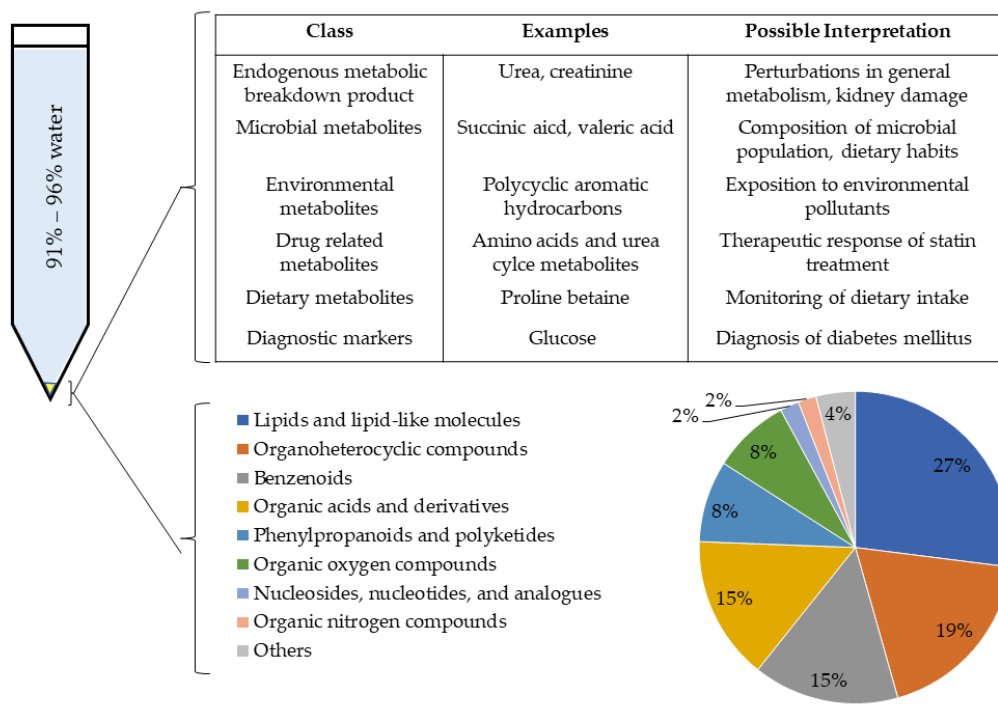 91% – 96% water
Class Examples Possible Interpretation
Endogenous metabolic Urea, creatinine Perturbations in general
breakdown product metabolism, kidney damage
Microbial metabolites Succinic aicd, valeric acid Composition of microbial
population, dietary habits
Environmental Polycyclic aromatic Exposition to environmental
metabolites hydrocarbons pollutants
Drug related Amino acids and urea Therapeutic response of statin
metabolites cylce metabolites treatment
Dietary metabolites Proline betaine Monitoring of dietary intake
Diagnostic markers Glucose Diagnosis of diabetes mellitus
Lipids and lipid-like molecules
Organoheterocyclic compounds
Benzenoids
Organic acids and derivatives
Phenylpropanoids and polyketides
Organic oxygen compounds
Nucleosides, nucleotides, and analogues
Organic nitrogen compounds
Others
27%
19%
15%
15%
8%
8%
2%
2%
4%